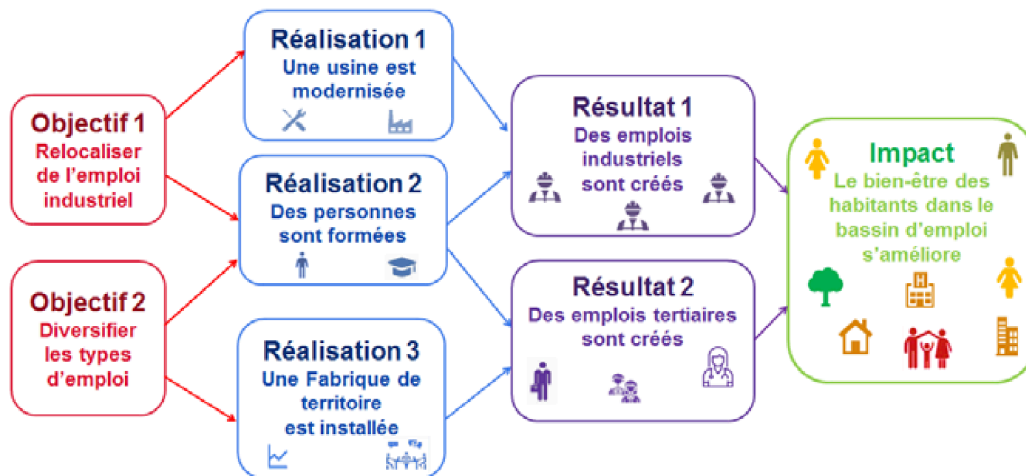 Objectif 1
Relocaliser
de l'emploi
industriel
Objectif 2
Diversifier
les types
d'emploi
Réalisation 1
Une usine est
modernisée
Réalisation 2
Des personnes
sont formées
Réalisation 3
Une Fabrique de
territoire
est installée
Résultat 1
Des emplois
industriels
sont créés
Résultat 2
Des emplois tertiaires
sont créés
Impact
Le bien-être des
habitants dans le
bassin d'emploi
s'améliore
H